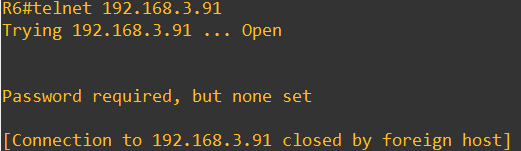 R6#telnet 192.168.3.91
Trying 192.168.3.91 ... Open
Password required, but none set
[Connection to 192.168.3.91 closed by foreign host]